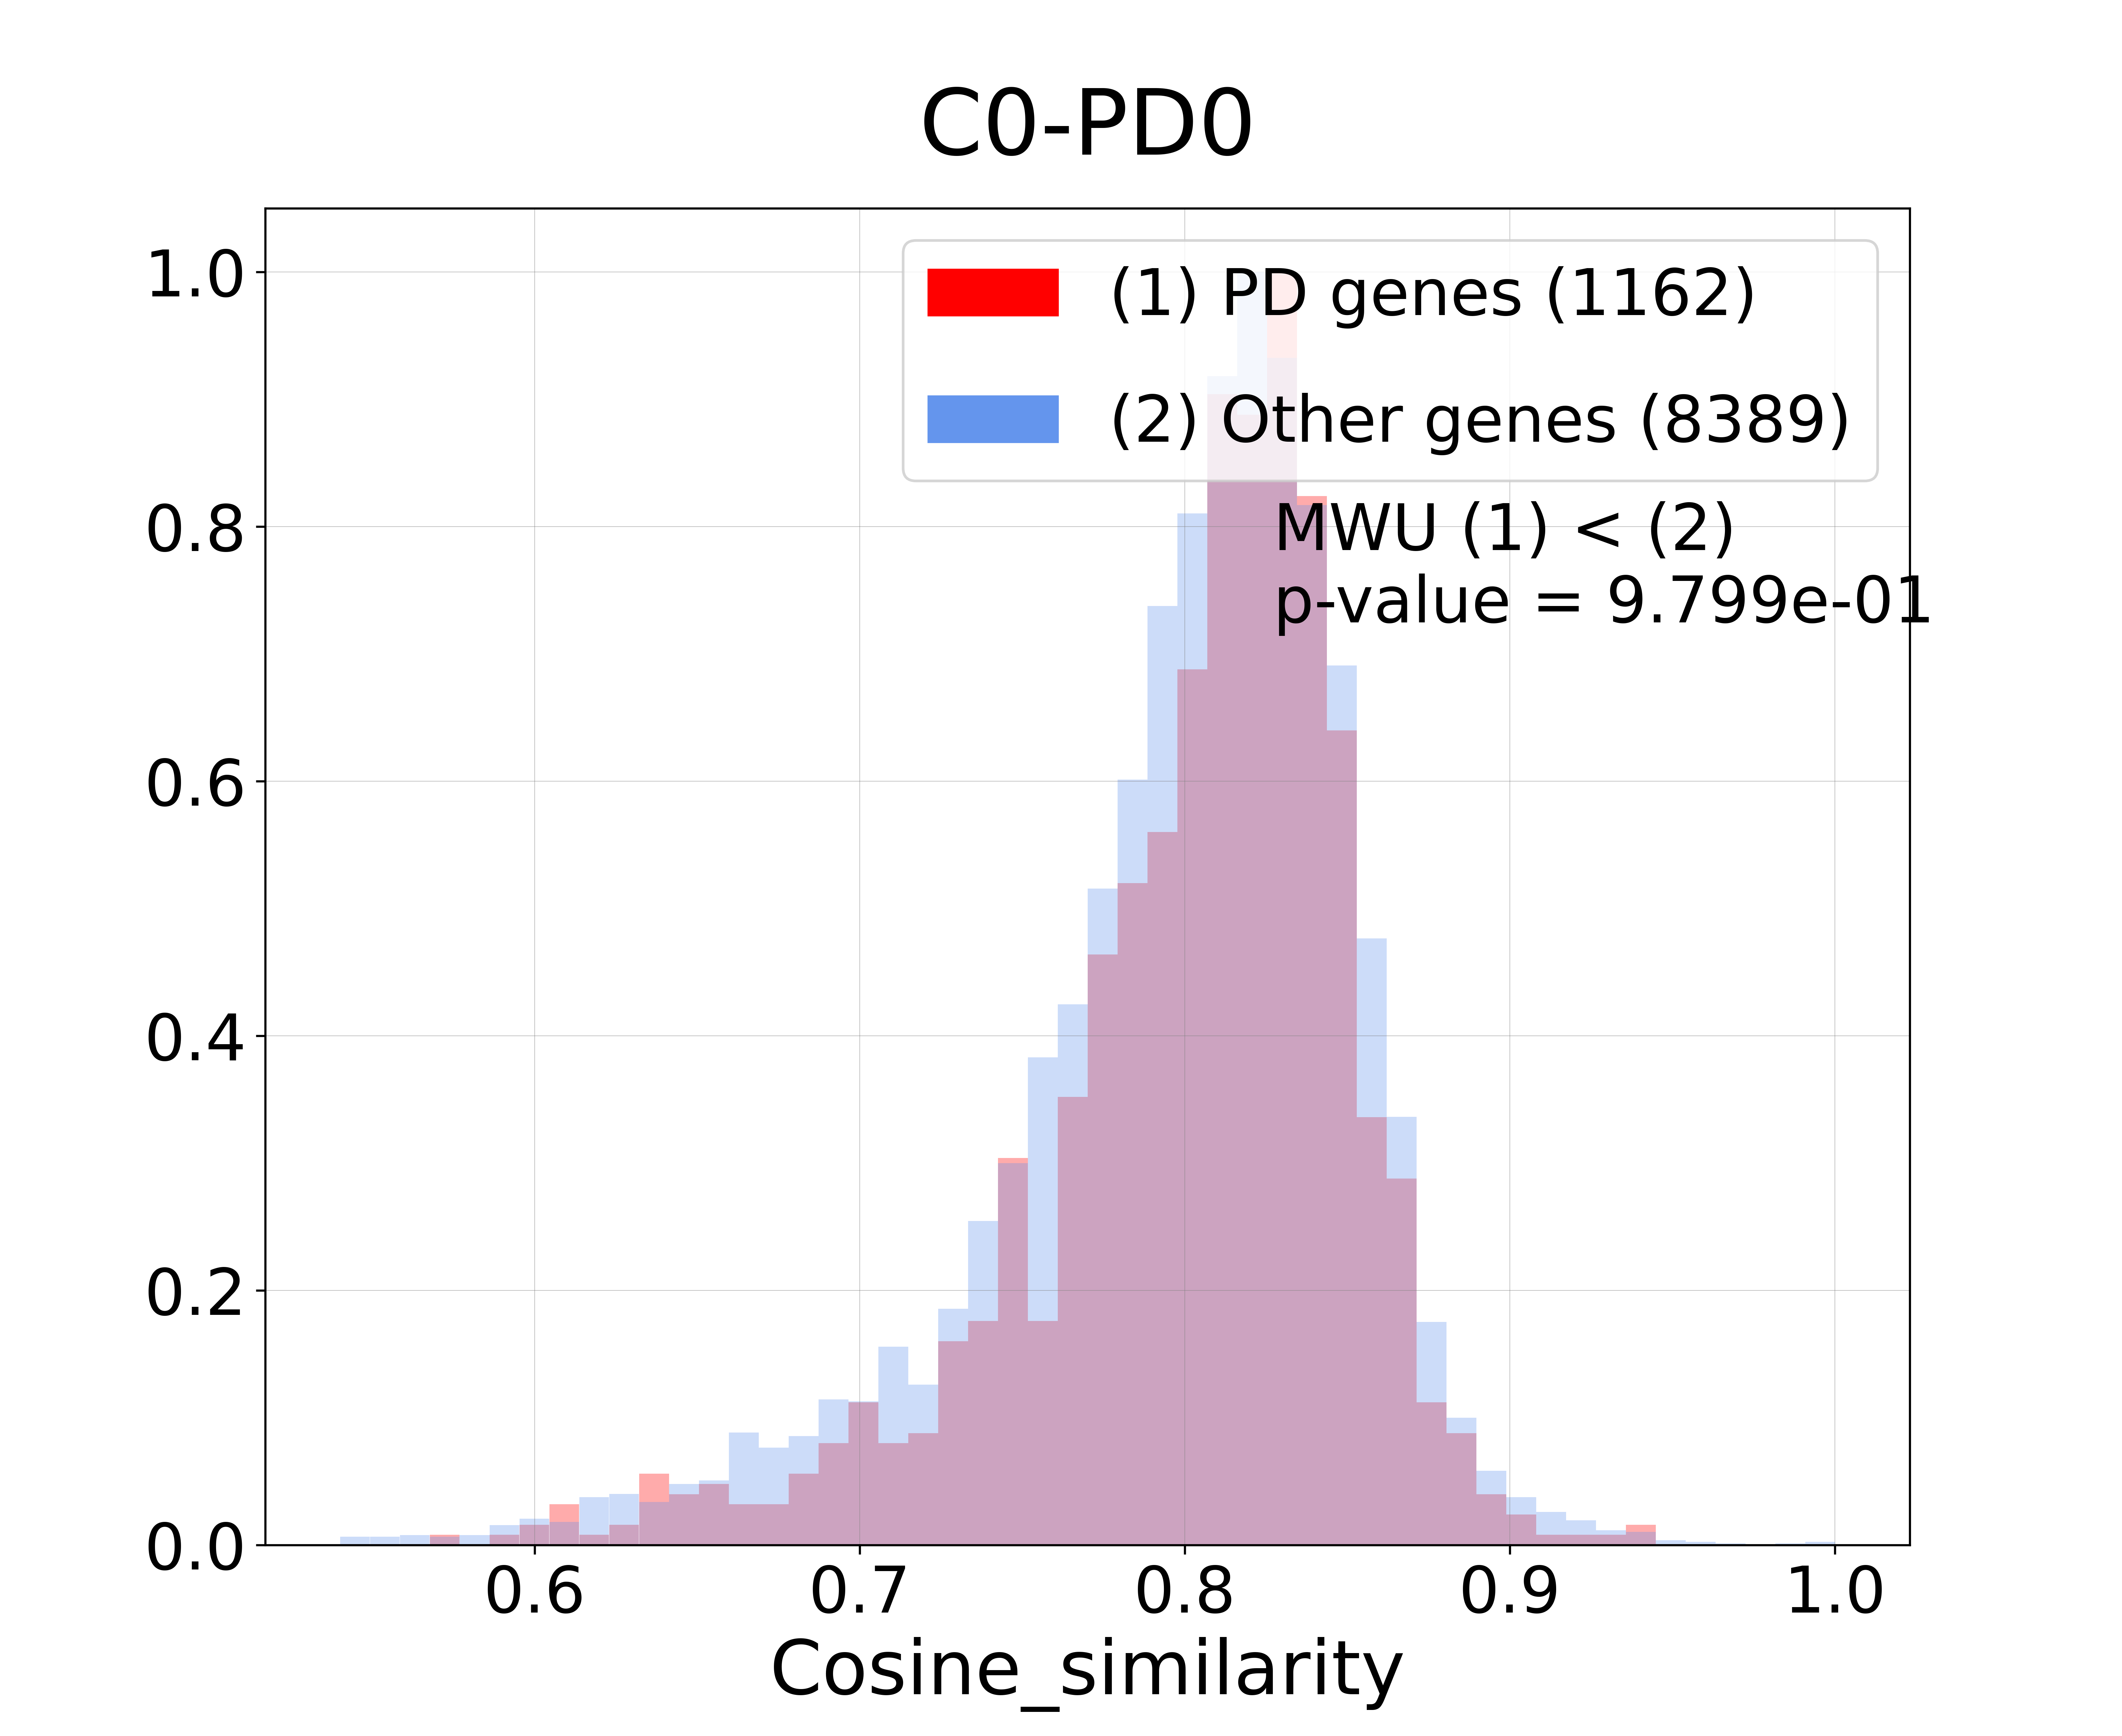 C0-PD0
1.0
0.8
0.6
0.4
0.2
0.0
(1) PD genes (1162)
(2) Other genes (8389)
MWU (1) < (2)
p-value = 9.799e-01
0.6 0.7 0.8 0.9 1.0
Cosine_similarity